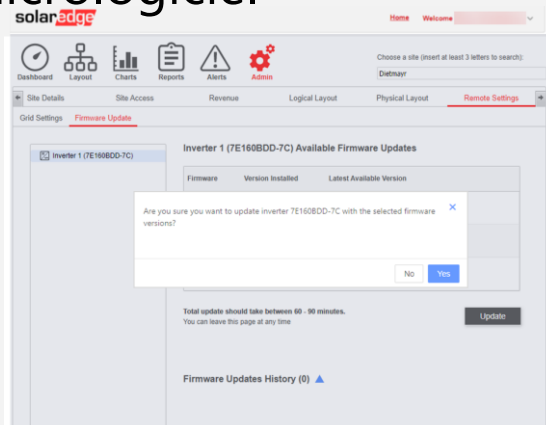 solaredge
Home Welcome
Dashboard Layout Charts Reports Alerts Admin
Choose a site (insert at least 3 letters to search):
Dietmayr
Site Details Site Access Revenue Logical Layout Physical Layout Remote Settings
Grid Settings Firmware Update
Inverter 1 (7E160BDD-7C)
Inverter 1 (7E160BDD-7C) Available Firmware Updates
Firmware Version Installed Latest Available Version
Are you sure you want to update inverter 7E160BDD-7C with the selected firmware
versions?
No Yes
Total update should take between 60 - 90 minutes.
You can leave this page at any time
Update
Firmware Updates History (0)